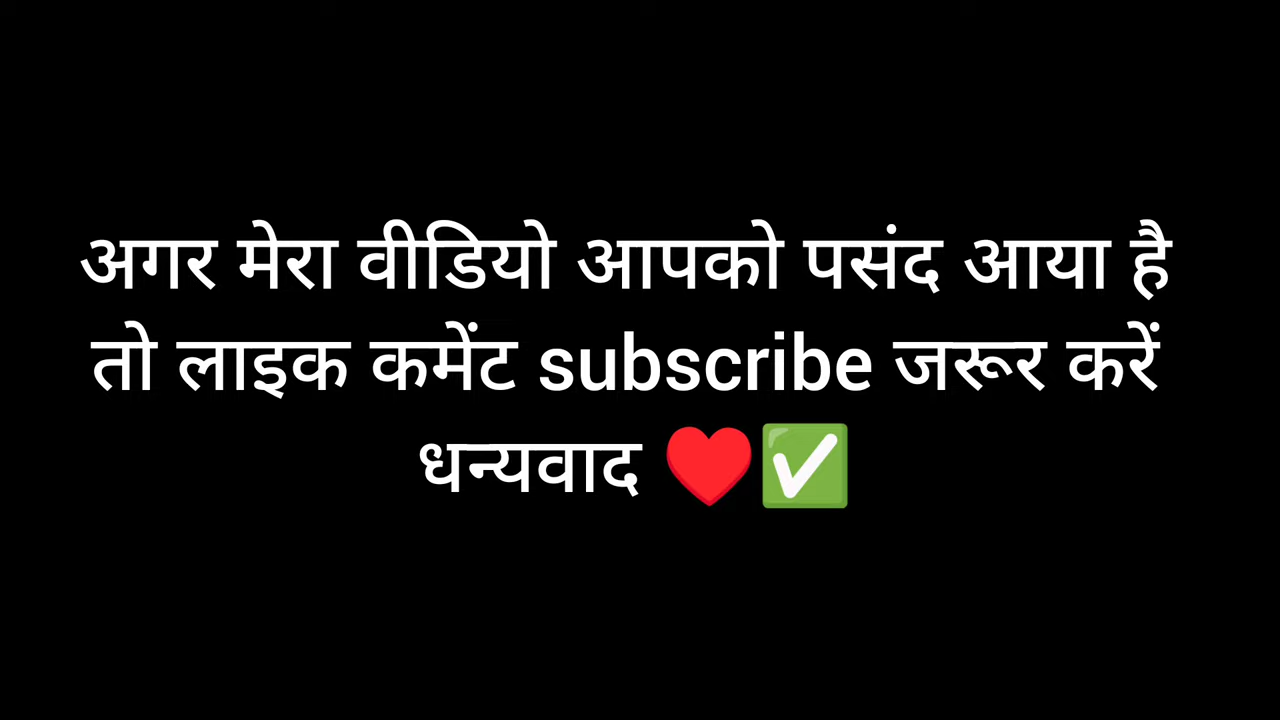 अगर मेरा वीडियो आपको पसंद आया है
तो लाइक कमेंट subscribe जरूर करें
धन्यवाद ♥️✅